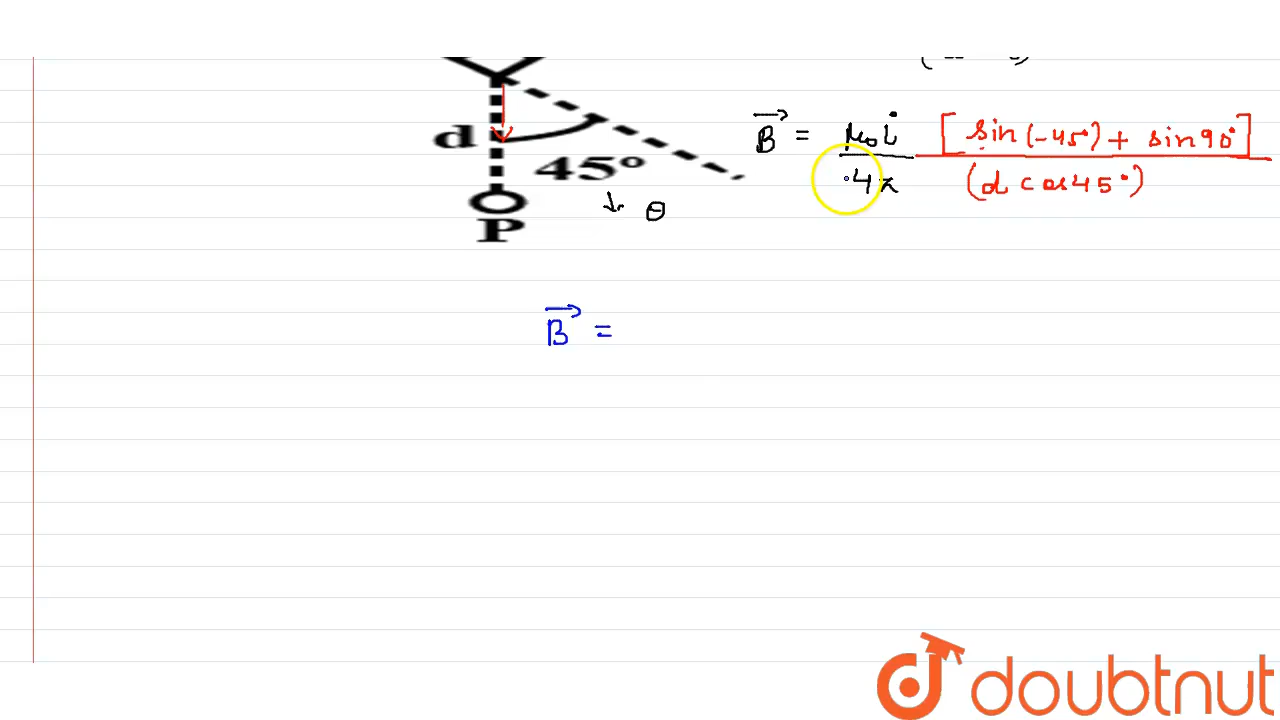 B = μ₀i [sin(-45°) + sin90°]
4π (d cos45°)
d
45°
θ
P
B =
doubtnut